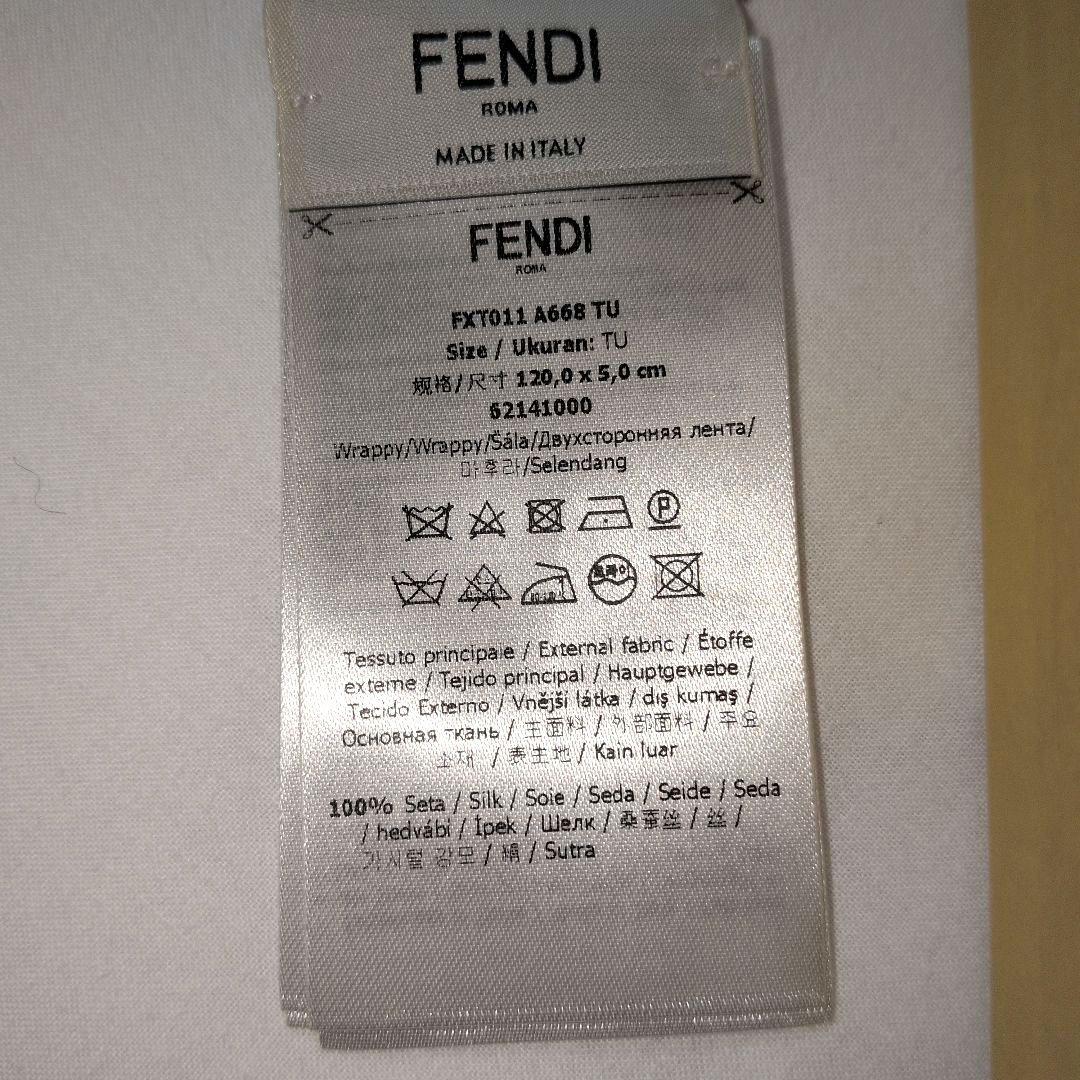 FENDI
ROMA
MADE IN ITALY
FENDI
ROMA
FXT011 A668 TU
Size / Ukuran: TU
规格/尺寸 120,0 x 5,0 cm
62141000
Wrappy/Wrappy/Šála/Двухсторонняя лента/
마후라/Selendang
P
Tessuto principale / External fabric / Étoffe
externe / Tejido principal / Hauptgewebe /
Tecido Externo / Vnější látka / dış kumaş /
Основная ткань / 主面料 / 外部面料 / 주요
소재 / 表主地 / Kain luar
100% Seta / Silk / Soie / Seda / Seide / Seda
/ hedvábí / İpek / Шелк / 桑蚕丝 / 丝 /
/ 絹 / Sutra